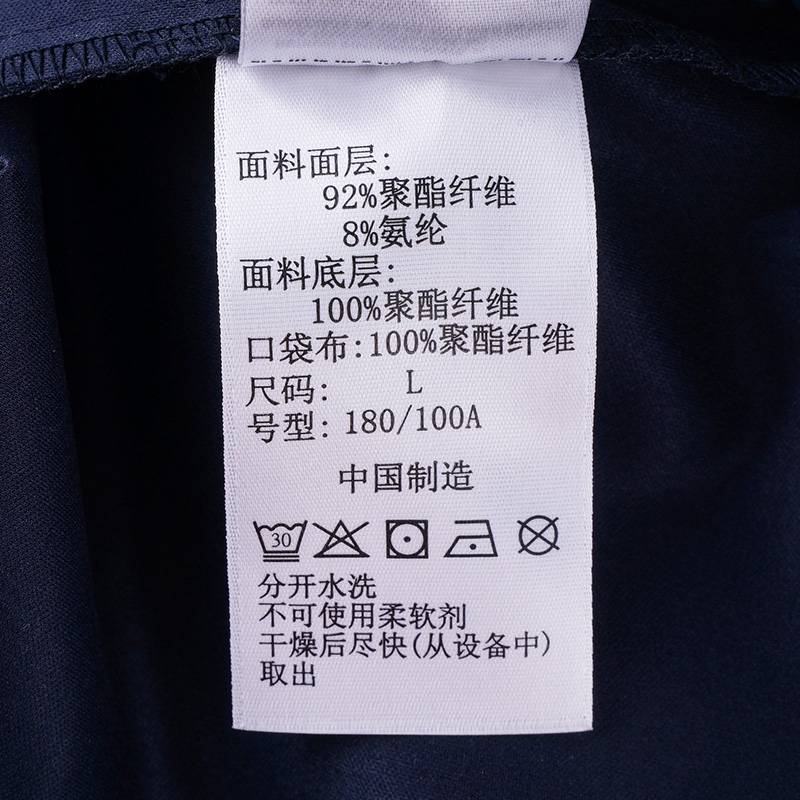 面料面层:
92%聚酯纤维
8%氨纶
面料底层:
100%聚酯纤维
口袋布:100%聚酯纤维
尺码: L
号型: 180/100A
中国制造
30
分开水洗
不可使用柔软剂
干燥后尽快(从设备中)
取出